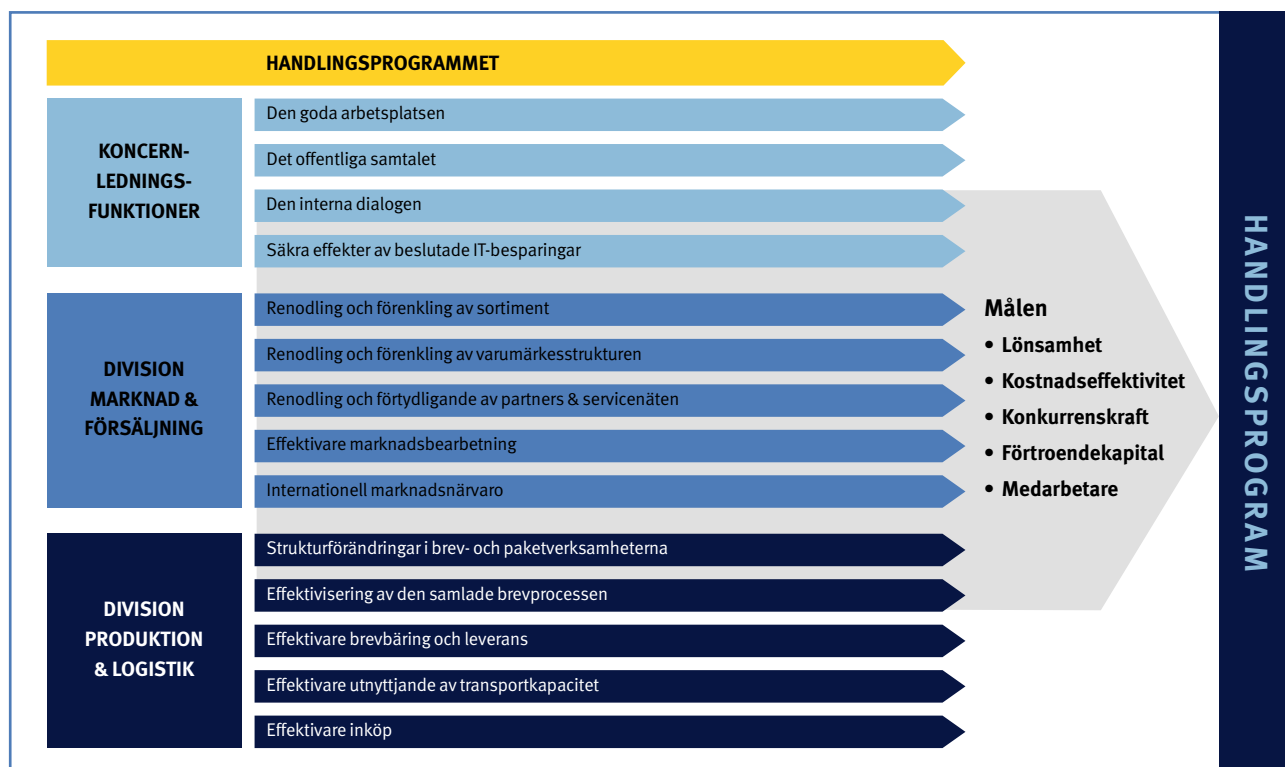 HANDLINGSPROGRAMMET
KONCERN-
LEDNINGS-
FUNKTIONER
Den goda arbetsplatsen
Det offentliga samtalet
Den interna dialogen
Säkra effekter av beslutade IT-besparingar
DIVISION
MARKNAD &
FÖRSÄLJNING
Renodling och förenkling av sortiment
Renodling och förenkling av varumärkesstrukturen
Renodling och förtydligande av partners & servicenäten
Effektivare marknadsbearbetning
Internationell marknadsnärvaro
DIVISION
PRODUKTION
& LOGISTIK
Strukturförändringar i brev- och paketverksamheterna
Effektivisering av den samlade brevprocessen
Effektivare brevbäring och leverans
Effektivare utnyttjande av transportkapacitet
Effektivare inköp
Målen
• Lönsamhet
• Kostnadseffektivitet
• Konkurrenskraft
• Förtroendekapital
• Medarbetare
HANDLINGSPROGRAM